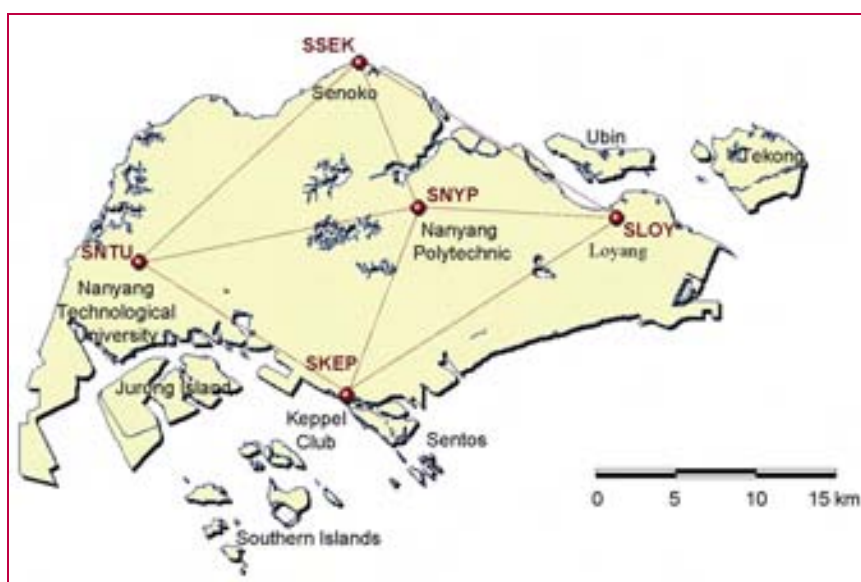 SSEK
Senoko
Ubin
Tekong
SNYP
Nanyang
Polytechnic
SLOY
Loyang
SNTU
Nanyang
Technological
University
SKEP
Jurong Island
Keppel
Club
Sentos
Southern Islands
0 5 10 15 km